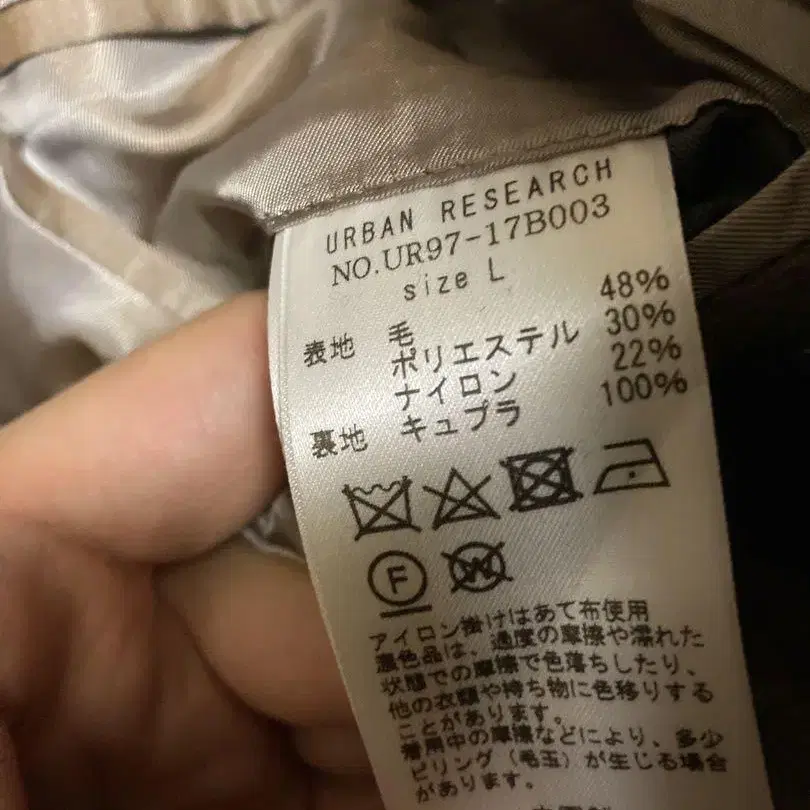 URBAN RESEARCH
NO.UR97-17B003
size L
表地 毛 48%
ポリエステル 30%
ナイロン 22%
裏地 キュプラ 100%
F
W
アイロン掛けはあて布使用
濃色品は、過度の摩擦や濡れた
状態での摩擦で色落ちしたり、
他の衣類や持ち物に色移りする
ことがあります。
着用中の摩擦などにより、多少
ピリング（毛玉）が生じる場合
があります。